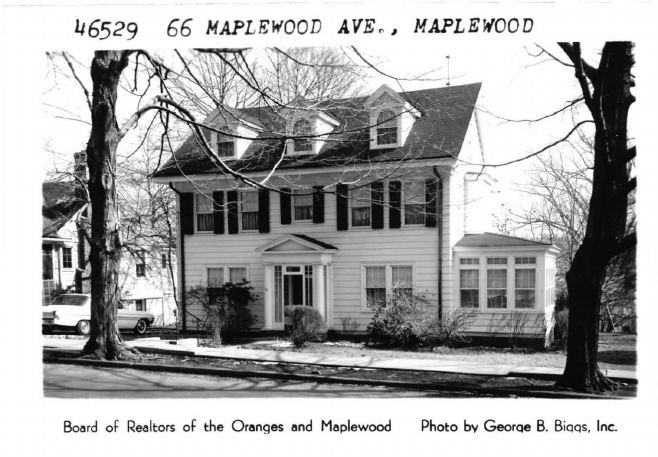 46529 66 MAPLEWOOD AVE., MAPLEWOOD
Board of Realtors of the Oranges and Maplewood Photo by George B. Biggs, Inc.